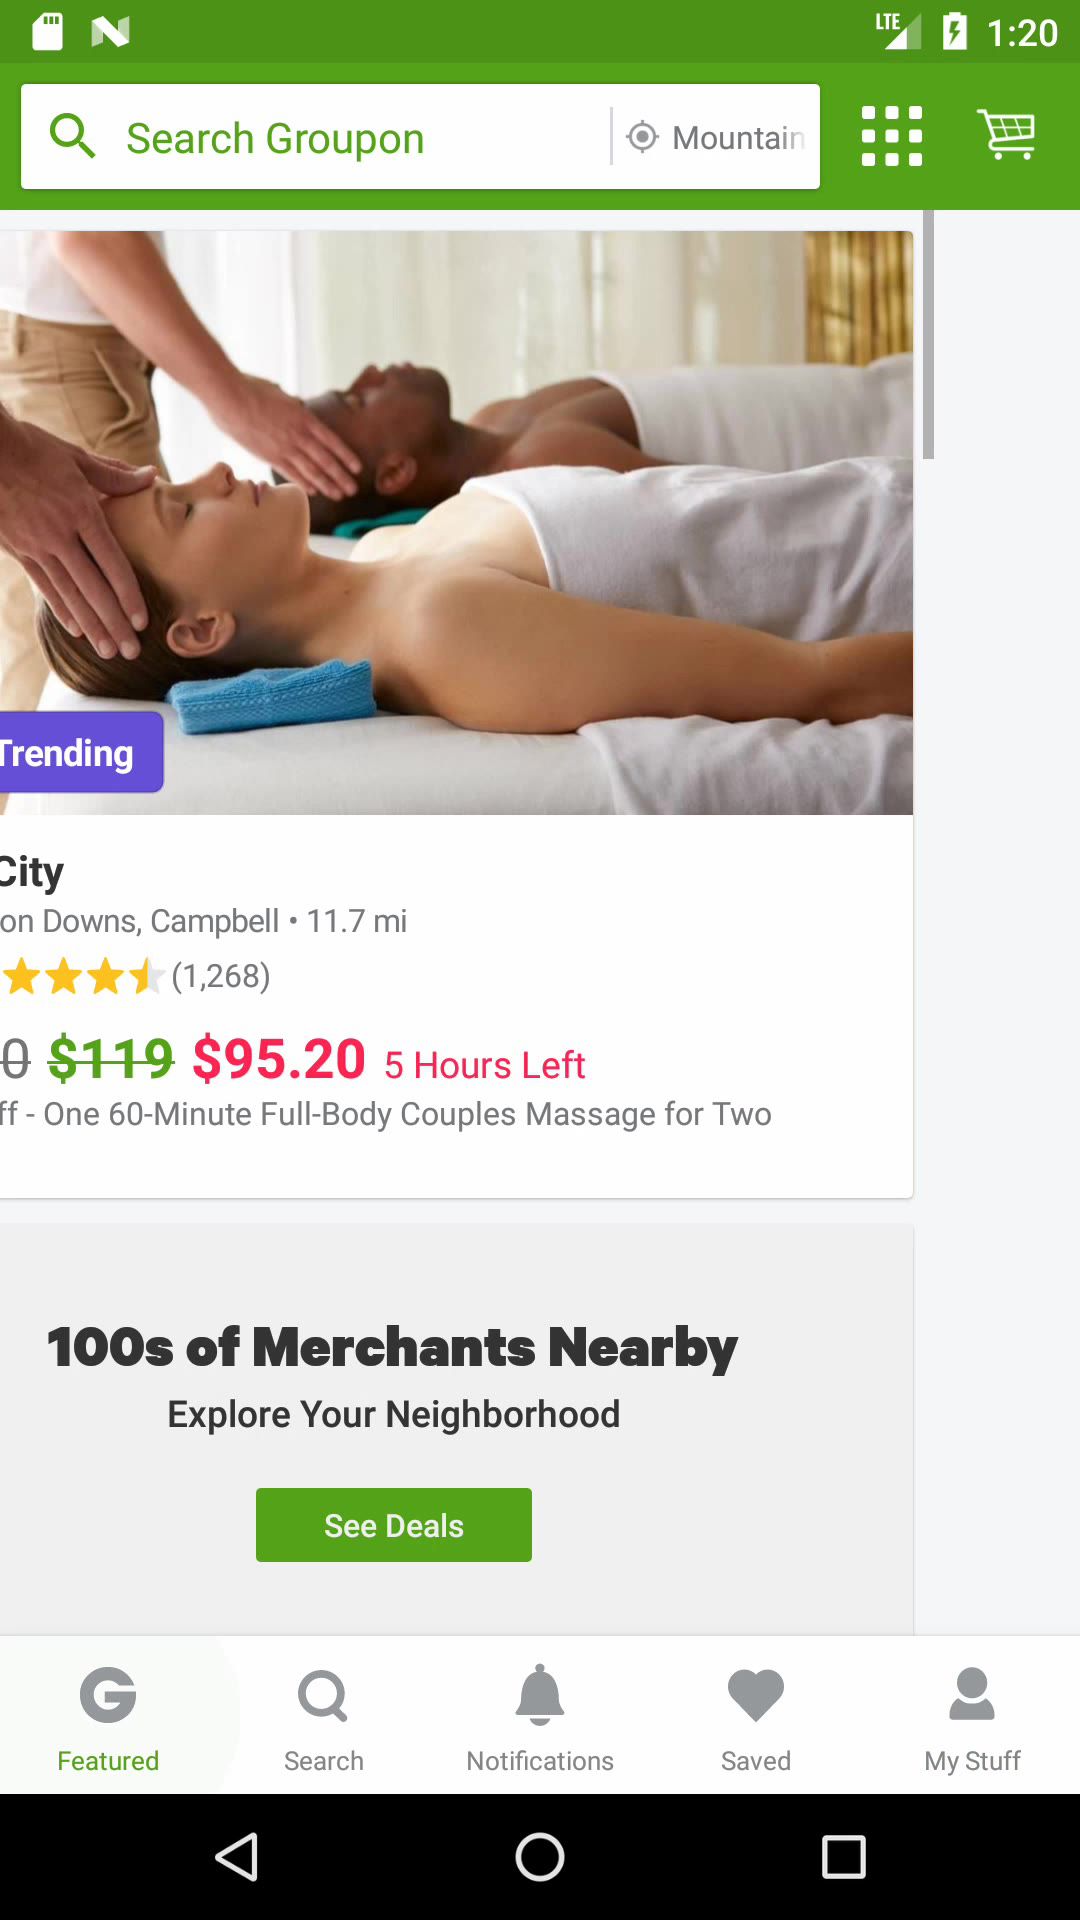 LTE 1:20
Search Groupon Mountain
Trending
City
on Downs, Campbell • 11.7 mi
(1,268)
0 $119 $95.20 5 Hours Left
ff - One 60-Minute Full-Body Couples Massage for Two
100s of Merchants Nearby
Explore Your Neighborhood
See Deals
Featured Search Notifications Saved My Stuff